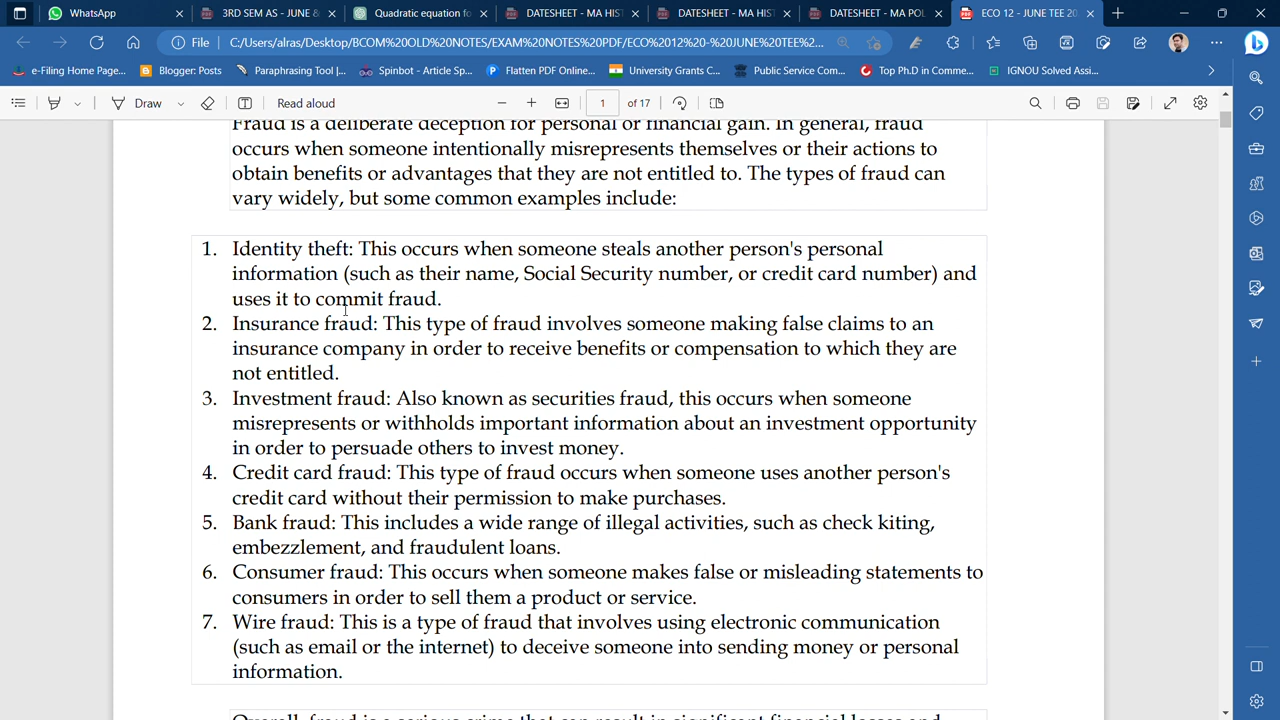 WhatsApp
3RD SEM AS - JUNE &
Quadratic equation fo
DATESHEET - MA HIS
DATESHEET - MA HIS
DATESHEET - MA POL
ECO 12 - JUNE TEE 20
File
C:/Users/alras/Desktop/BCOM%20OLD%20NOTES/EXAM%20NOTES%20PDF/ECO%2012%20-%20JUNE%20TEE%2...
e-Filing Home Page...
Blogger: Posts
Paraphrasing Tool |...
Spinbot - Article Sp...
Flatten PDF Online...
University Grants C...
Public Service Com...
Top Ph.D in Comme...
IGNOU Solved Assi...
Draw
Read aloud
1
of 17
Fraud is a deliberate deception for personal or financial gain. In general, fraud
occurs when someone intentionally misrepresents themselves or their actions to
obtain benefits or advantages that they are not entitled to. The types of fraud can
vary widely, but some common examples include:
1. Identity theft: This occurs when someone steals another person's personal
information (such as their name, Social Security number, or credit card number) and
uses it to commit fraud.
2. Insurance fraud: This type of fraud involves someone making false claims to an
insurance company in order to receive benefits or compensation to which they are
not entitled.
3. Investment fraud: Also known as securities fraud, this occurs when someone
misrepresents or withholds important information about an investment opportunity
in order to persuade others to invest money.
4. Credit card fraud: This type of fraud occurs when someone uses another person's
credit card without their permission to make purchases.
5. Bank fraud: This includes a wide range of illegal activities, such as check kiting,
embezzlement, and fraudulent loans.
6. Consumer fraud: This occurs when someone makes false or misleading statements to
consumers in order to sell them a product or service.
7. Wire fraud: This is a type of fraud that involves using electronic communication
(such as email or the internet) to deceive someone into sending money or personal
information.
Overall, fraud is a serious crime that can result in significant financial losses and